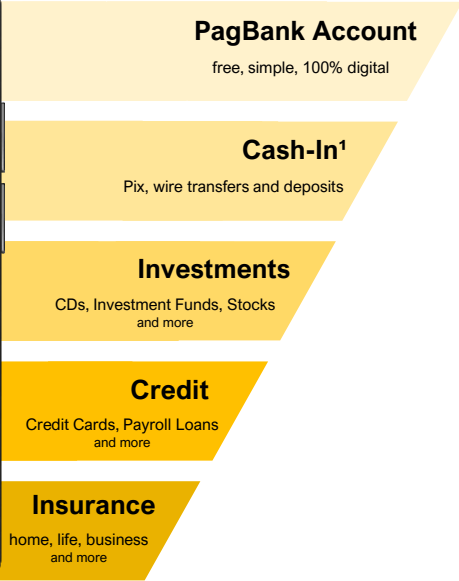 PagBank Account
free, simple, 100% digital
Cash-In¹
Pix, wire transfers and deposits
Investments
CDs, Investment Funds, Stocks
and more
Credit
Credit Cards, Payroll Loans
and more
Insurance
home, life, business
and more